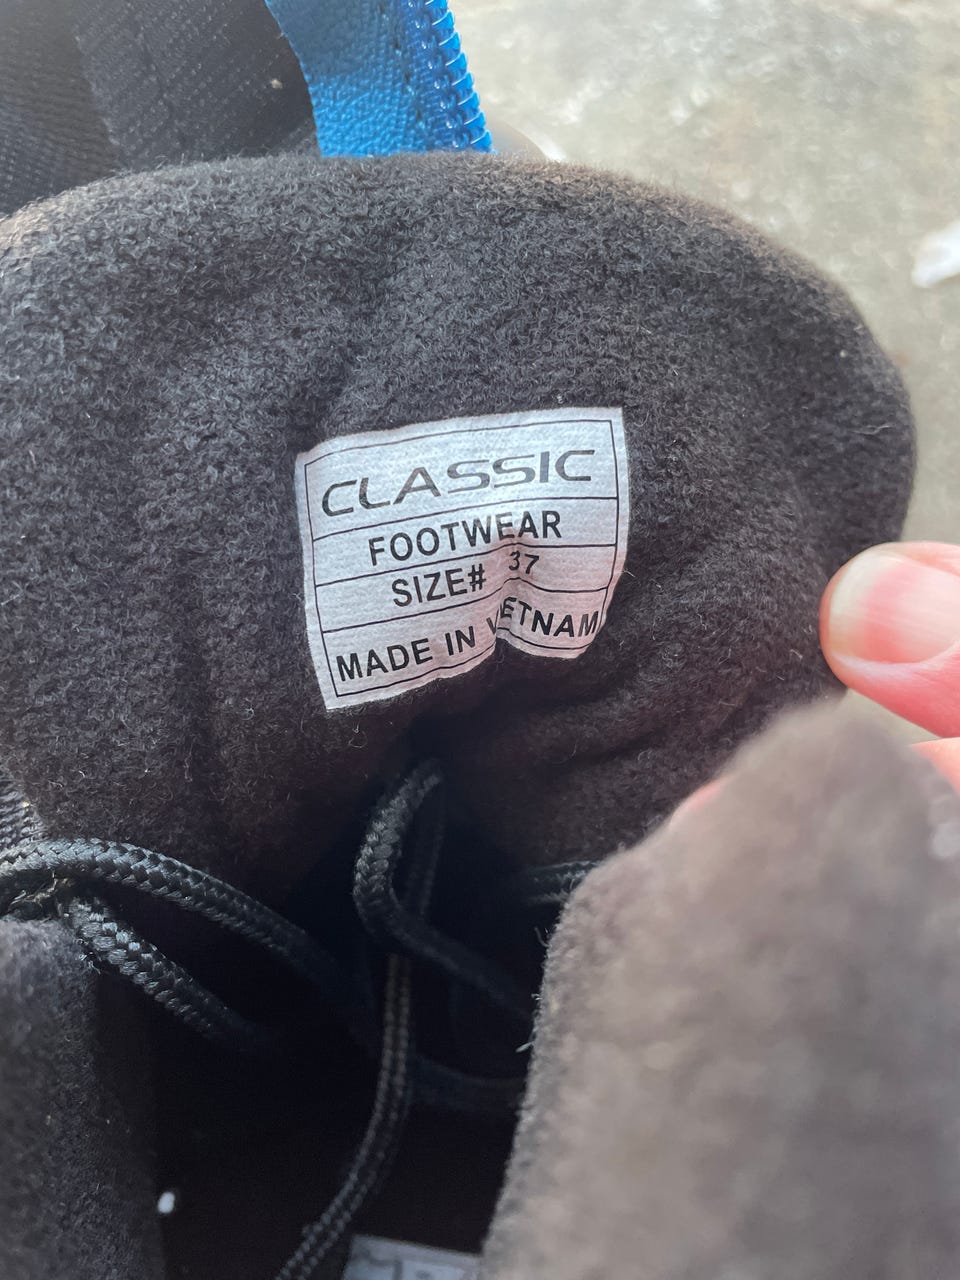 CLASSIC
FOOTWEAR
SIZE# 37
MADE IN VIETNAM